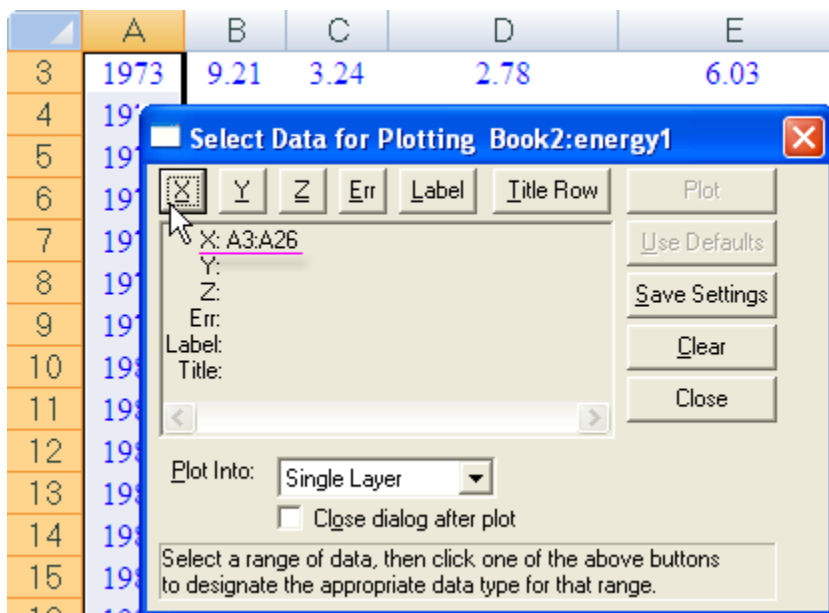 A B C D E
3 1973 9.21 3.24 2.78 6.03
4
Select Data for Plotting Book2:energy1
5
6
X Y Z Err Label Title Row Plot
7
X: A3:A26
Use Defaults
Y:
8
Z:
Save Settings
9
Err:
Label:
Clear
10
Title:
11
Close
12
Plot Into: Single Layer
13
Close dialog after plot
14
Select a range of data, then click one of the above buttons
15
to designate the appropriate data type for that range.